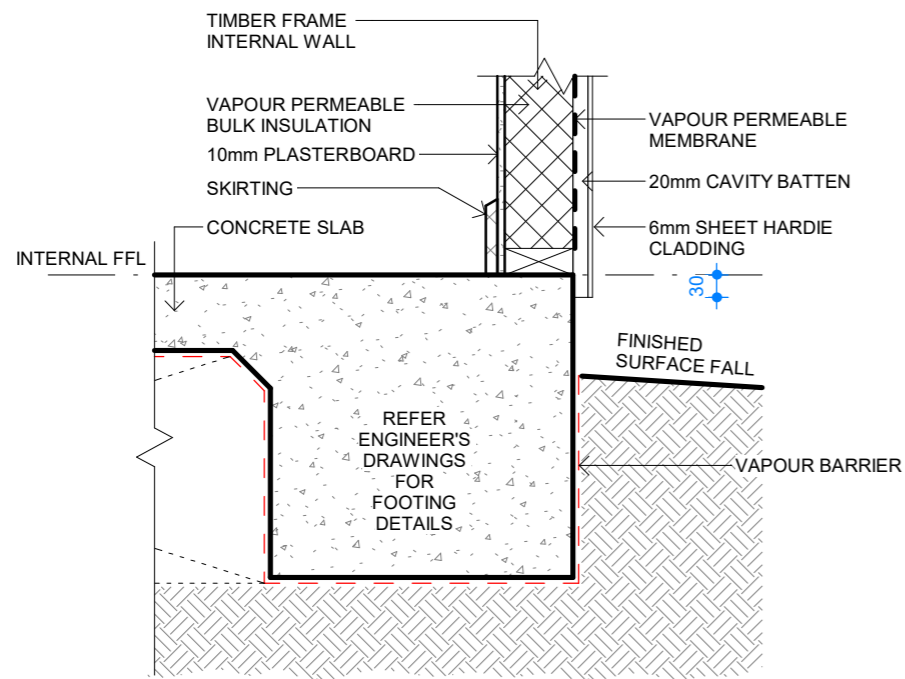 TIMBER FRAME
INTERNAL WALL
VAPOUR PERMEABLE
BULK INSULATION
10mm PLASTERBOARD
SKIRTING
CONCRETE SLAB
INTERNAL FFL
VAPOUR PERMEABLE
MEMBRANE
20mm CAVITY BATTEN
6mm SHEET HARDIE
CLADDING
30
FINISHED
SURFACE FALL
REFER
ENGINEER'S
DRAWINGS
FOR
FOOTING
DETAILS
VAPOUR BARRIER